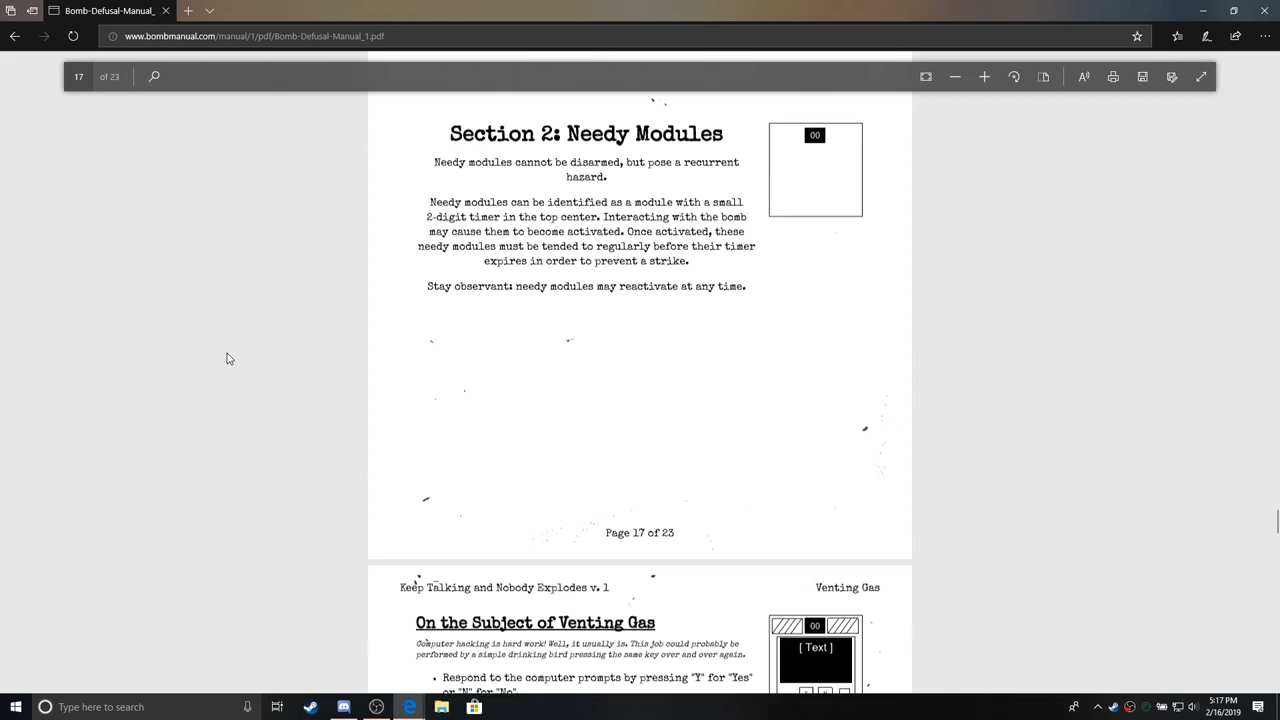 Bomb-Defusal-Manual_
www.bombmanual.com/manual/1/pdf/Bomb-Defusal-Manual_1.pdf
17 of 23
Section 2: Needy Modules
00
Needy modules cannot be disarmed, but pose a recurrent
hazard.
Needy modules can be identified as a module with a small
2-digit timer in the top center. Interacting with the bomb
may cause them to become activated. Once activated, these
needy modules must be tended to regularly before their timer
expires in order to prevent a strike.
Stay observant: needy modules may reactivate at any time.
Page 17 of 23
Keep Talking and Nobody Explodes v. 1
Venting Gas
On the Subject of Venting Gas
00
Computer hacking is hard work! Well, it usually is. This job could probably be
performed by a simple drinking bird pressing the same key over and over again.
[ Text ]
• Respond to the computer prompts by pressing "Y" for "Yes"
or "N" for "No".
Type here to search
5:17 PM
2/16/2019